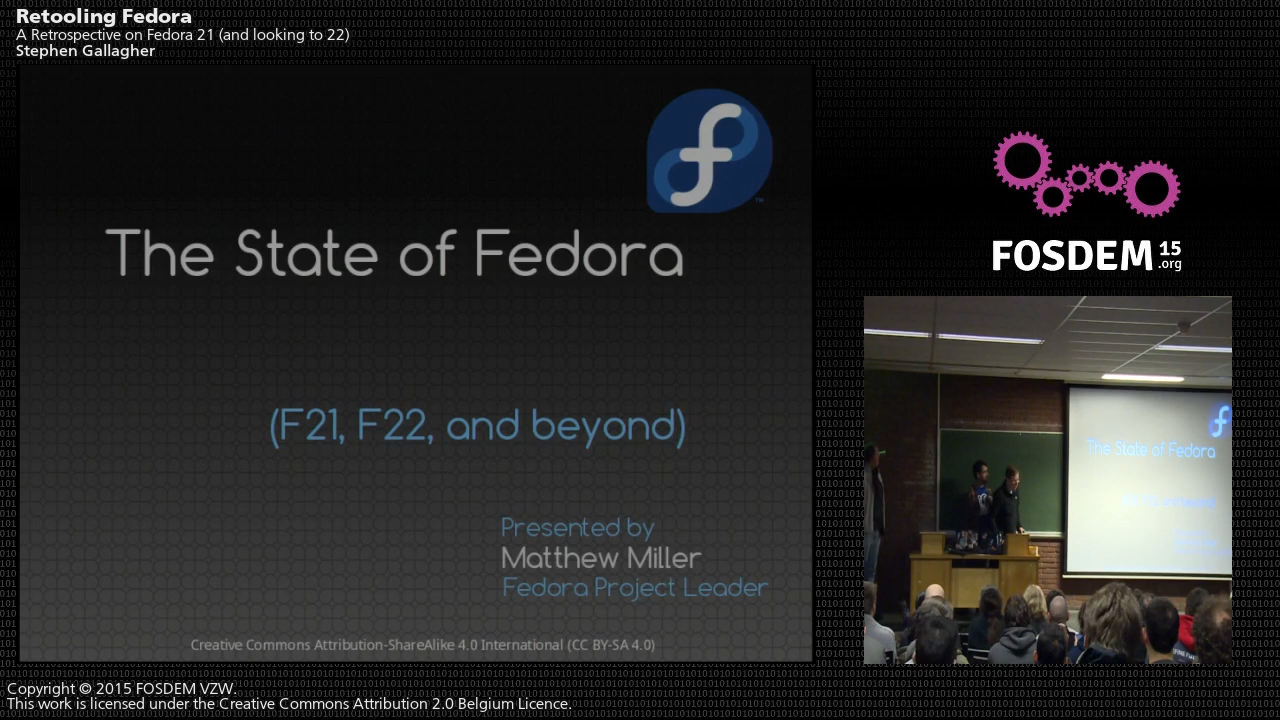 Retooling Fedora
A Retrospective on Fedora 21 (and looking to 22)
Stephen Gallagher
The State of Fedora
(F21, F22, and beyond)
Presented by
Matthew Miller
Fedora Project Leader
Creative Commons Attribution-ShareAlike 4.0 International (CC BY-SA 4.0)
FOSDEM 15
.org
The State of Fedora
Copyright © 2015 FOSDEM VZW.
This work is licensed under the Creative Commons Attribution 2.0 Belgium Licence.